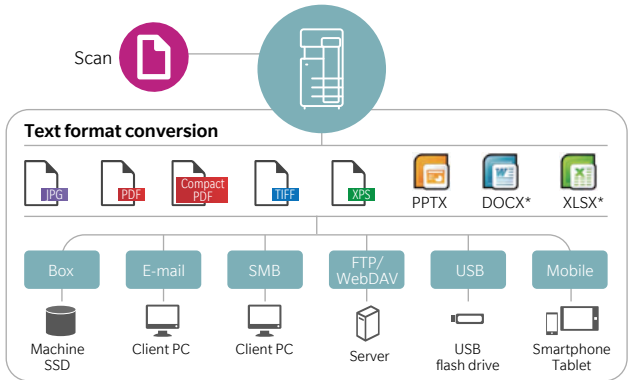 Scan
Text format conversion
JPG
PDF
Compact
PDF
TIFF
XPS
PPTX
DOCX*
XLSX*
Box
E-mail
SMB
FTP/
WebDAV
USB
Mobile
Machine
SSD
Client PC
Client PC
Server
USB
flash drive
Smartphone
Tablet